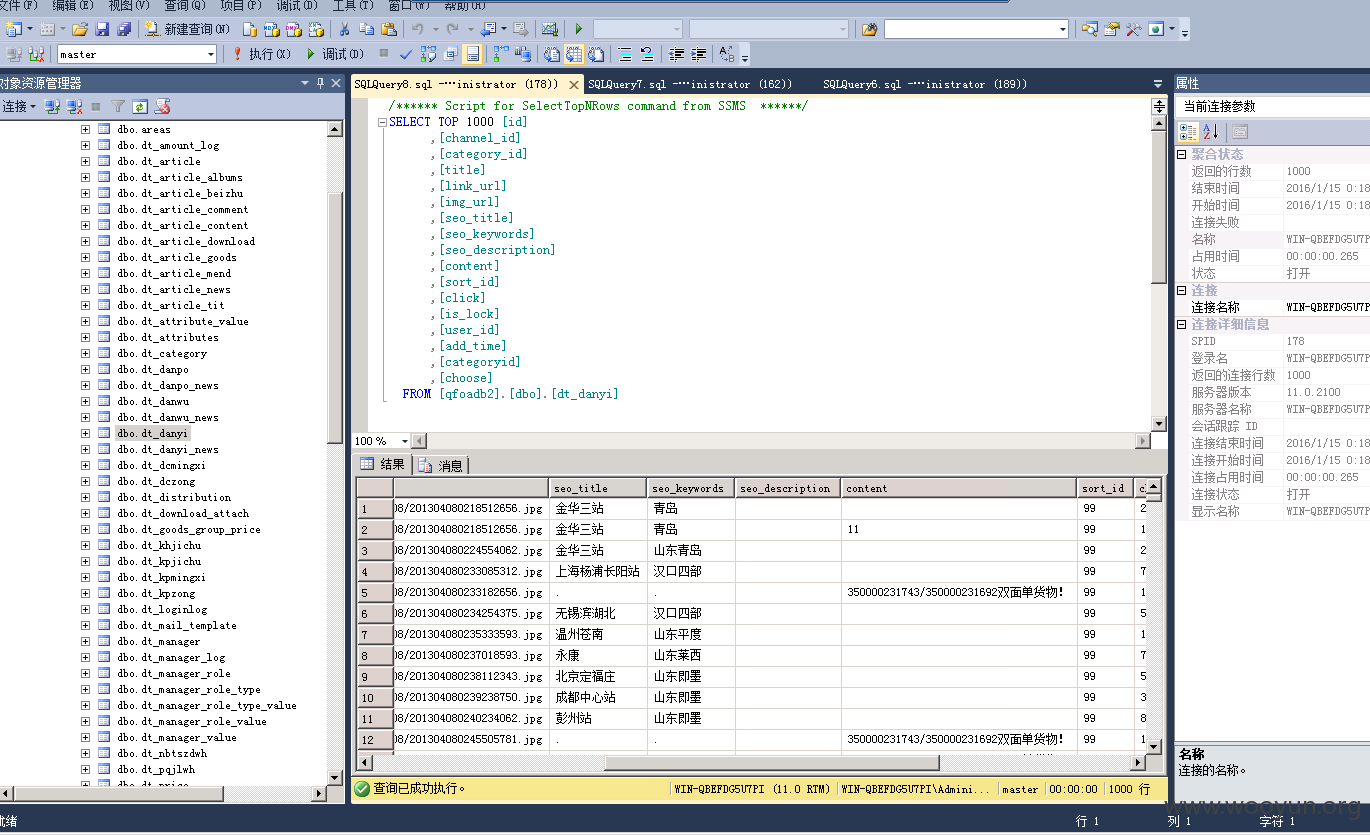 文件(F) 编辑(E) 视图(V) 查询(Q) 项目(P) 调试(D) 工具(T) 窗口(W) 帮助(H)
新建查询(N)
master 执行(X) 调试(D)
对象资源管理器
连接
dbo.areas
dbo.dt_amount_log
dbo.dt_article
dbo.dt_article_albums
dbo.dt_article_beizhu
dbo.dt_article_comment
dbo.dt_article_content
dbo.dt_article_download
dbo.dt_article_goods
dbo.dt_article_mend
dbo.dt_article_news
dbo.dt_article_tit
dbo.dt_attribute_value
dbo.dt_attributes
dbo.dt_category
dbo.dt_danpo
dbo.dt_danpo_news
dbo.dt_danwu
dbo.dt_danwu_news
dbo.dt_danyi
dbo.dt_danyi_news
dbo.dt_dcmingxi
dbo.dt_dczong
dbo.dt_distribution
dbo.dt_download_attach
dbo.dt_goods_group_price
dbo.dt_khjichu
dbo.dt_kpjichu
dbo.dt_kpmingxi
dbo.dt_kpzong
dbo.dt_loginlog
dbo.dt_mail_template
dbo.dt_manager
dbo.dt_manager_log
dbo.dt_manager_role
dbo.dt_manager_role_type
dbo.dt_manager_role_type_value
dbo.dt_manager_role_value
dbo.dt_manager_value
dbo.dt_nbtszdwh
dbo.dt_pqjlwh
SQLQuery8.sql -...inistrator (178)) SQLQuery7.sql -...inistrator (162)) SQLQuery6.sql -...inistrator (189))
/****** Script for SelectTopNRows command from SSMS  ******/
SELECT TOP 1000 [id]
,[channel_id]
,[category_id]
,[title]
,[link_url]
,[img_url]
,[seo_title]
,[seo_keywords]
,[seo_description]
,[content]
,[sort_id]
,[click]
,[is_lock]
,[user_id]
,[add_time]
,[categoryid]
,[choose]
FROM [qfoadb2].[dbo].[dt_danyi]
100 %
结果 消息
seo_title seo_keywords seo_description content sort_id
1 08/201304080218512656.jpg 金华三站 青岛 99 2
2 08/201304080218512656.jpg 金华三站 青岛 11 99 1
3 08/201304080224554062.jpg 金华三站 山东青岛 99 2
4 08/201304080233085312.jpg 上海杨浦长阳站 汉口四部 99 7
5 08/201304080233182656.jpg . . 350000231743/350000231692双面单货物! 99 1
6 08/201304080234254375.jpg 无锡滨湖北 汉口四部 99 5
7 08/201304080235333593.jpg 温州苍南 山东平度 99 1
8 08/201304080237018593.jpg 永康 山东莱西 99 7
9 08/201304080238112343.jpg 北京定福庄 山东即墨 99 5
10 08/201304080239238750.jpg 成都中心站 山东即墨 99 3
11 08/201304080240234062.jpg 彭州站 山东即墨 99 8
12 08/201304080245505781.jpg . . 350000231743/350000231692双面单货物! 99 1
查询已成功执行。 WIN-QBEFDG5U7PI (11.0 RTM) WIN-QBEFDG5U7PI\Admini... master 00:00:00 1000 行
属性
当前连接参数
聚合状态
返回的行数 1000
结束时间 2016/1/15 0:18
开始时间 2016/1/15 0:18
连接失败
名称 WIN-QBEFDG5U7P
占用时间 00:00:00.265
状态 打开
连接
连接名称 WIN-QBEFDG5U7P
连接详细信息
SPID 178
登录名 WIN-QBEFDG5U7P
返回的连接行数 1000
服务器版本 11.0.2100
服务器名称 WIN-QBEFDG5U7P
会话跟踪 ID
连接结束时间 2016/1/15 0:18
连接开始时间 2016/1/15 0:18
连接占用时间 00:00:00.265
连接状态 打开
显示名称 WIN-QBEFDG5U7P
名称
连接的名称。
www.wooyun.org
就绪 行 1 列 1 字符 1